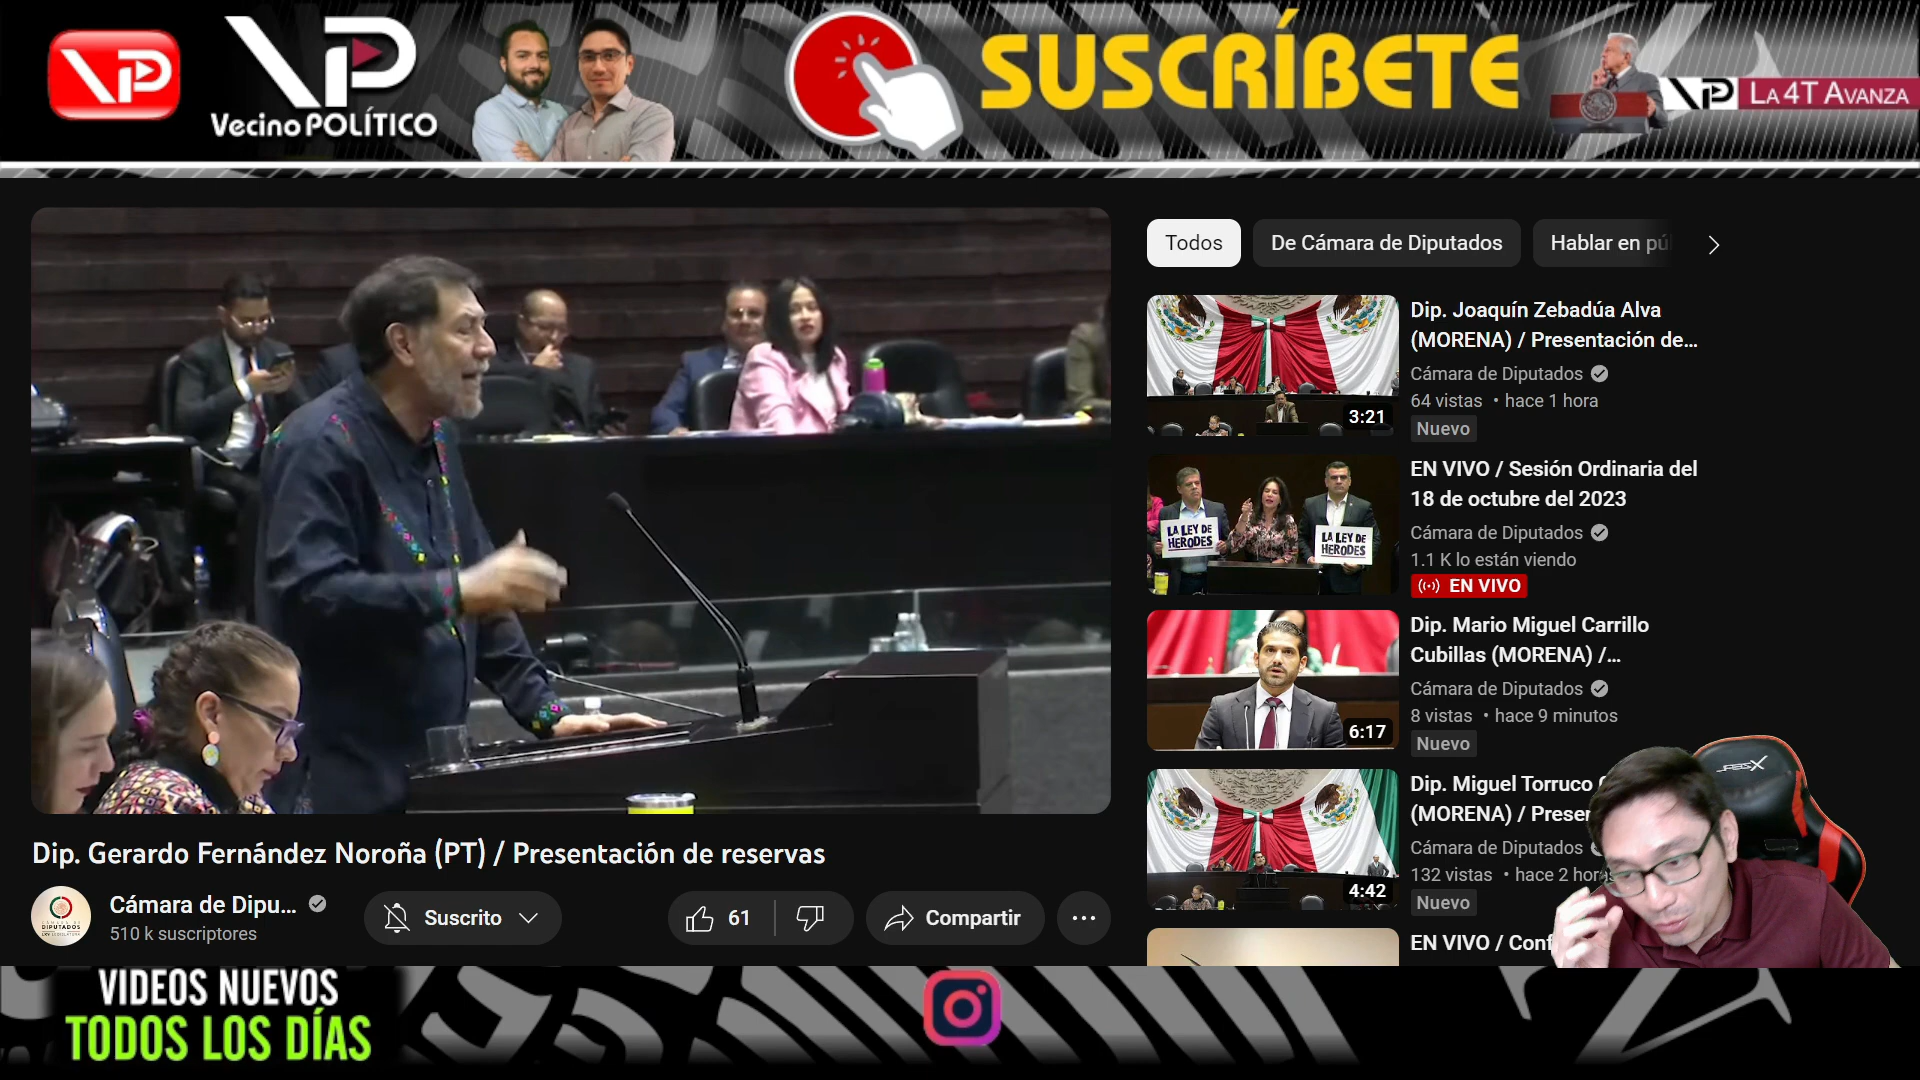 VP
VP
Vecino POLÍTICO
SUSCRÍBETE
VP LA 4T AVANZA
Todos
De Cámara de Diputados
Hablar en pú
Dip. Joaquín Zebadúa Alva
(MORENA) / Presentación de...
Cámara de Diputados
64 vistas • hace 1 hora
Nuevo
3:21
EN VIVO / Sesión Ordinaria del
18 de octubre del 2023
Cámara de Diputados
1.1 K lo están viendo
EN VIVO
LA LEY DE
HERODES
LA LEY DE
HERODES
Dip. Mario Miguel Carrillo
Cubillas (MORENA) /...
Cámara de Diputados
8 vistas • hace 9 minutos
Nuevo
6:17
Dip. Miguel Torruco
(MORENA) / Presen
Cámara de Diputados
132 vistas • hace 2 hor
Nuevo
4:42
EN VIVO / Conf
Dip. Gerardo Fernández Noroña (PT) / Presentación de reservas
Cámara de Dipu...
510 k suscriptores
Suscrito
61
Compartir
VIDEOS NUEVOS
TODOS LOS DÍAS